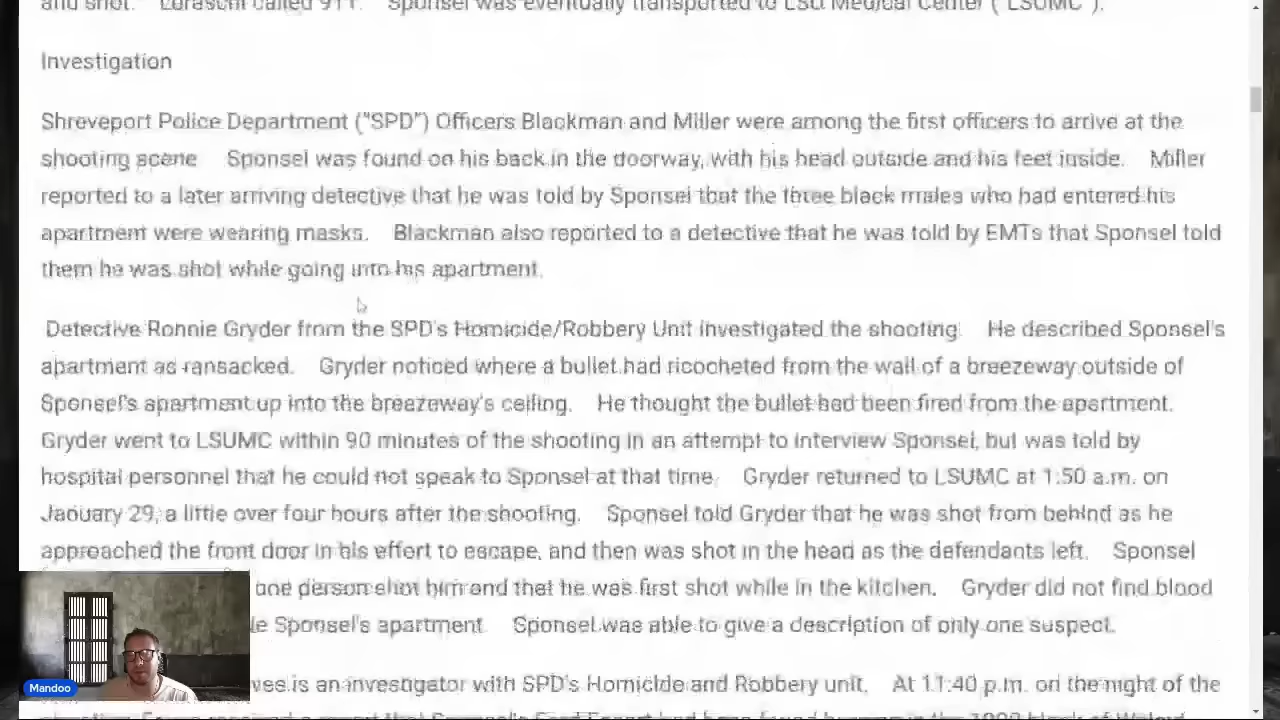 and shot. called 911. Sponsel was eventually transported to LSU Medical Center ("LSUMC").
Investigation
Shreveport Police Department ("SPD") Officers Blackman and Miller were among the first officers to arrive at the
shooting scene Sponsel was found on his back in the doorway, with his head outside and his feet inside. Miller
reported to a later arriving detective that he was told by Sponsel that the three black males who had entered his
apartment were wearing masks. Blackman also reported to a detective that he was told by EMTs that Sponsel told
them he was shot while going into his apartment.
Detective Ronnie Gryder from the SPD's Homicide/Robbery Unit investigated the shooting. He described Sponsel's
apartment as ransacked. Gryder noticed where a bullet had ricocheted from the wall of a breezeway outside of
Sponsel's apartment up into the breezeway's ceiling. He thought the bullet had been fired from the apartment.
Gryder went to LSUMC within 90 minutes of the shooting in an attempt to interview Sponsel, but was told by
hospital personnel that he could not speak to Sponsel at that time. Gryder returned to LSUMC at 1:50 a.m. on
January 29, a little over four hours after the shooting. Sponsel told Gryder that he was shot from behind as he
approached the front door in his effort to escape, and then was shot in the head as the defendants left. Sponsel
one person shot him and that he was first shot while in the kitchen. Gryder did not find blood
Sponsel's apartment. Sponsel was able to give a description of only one suspect.
is an investigator with SPD's Homicide and Robbery unit. At 11:40 p.m. on the night of the
Mandoo